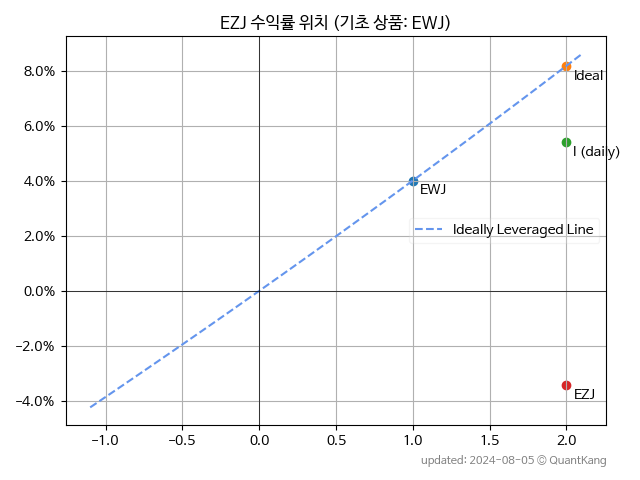 EZJ 수익률 위치 (기초 상품: EWJ)
8.0%
6.0%
4.0%
2.0%
0.0%
−2.0%
−4.0%
Ideal
I (daily)
EWJ
Ideally Leveraged Line
EZJ
−1.0 −0.5 0.0 0.5 1.0 1.5 2.0
updated: 2024-08-05 © QuantKang